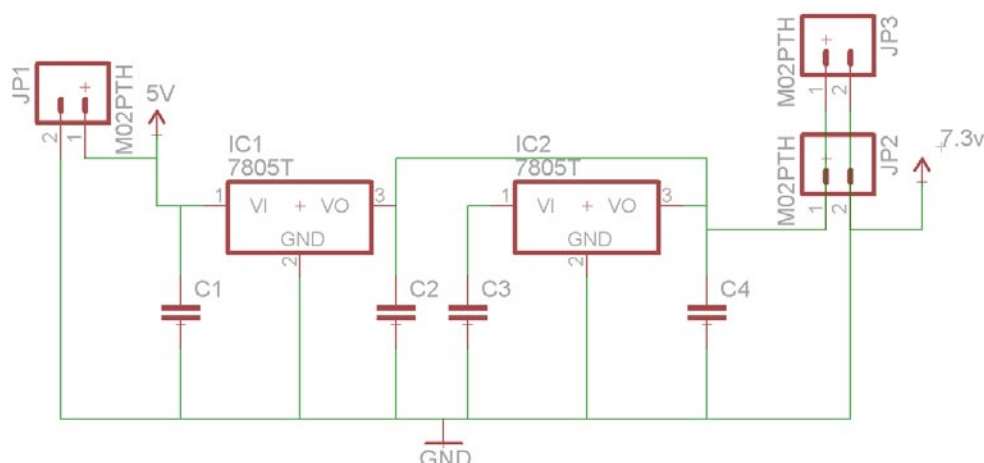 JP1
M02PTH
2
1
5V
IC1
7805T
1
VI
VO
3
GND
2
IC2
7805T
1
VI
VO
3
GND
2
M02PTH
JP3
1
2
M02PTH
JP2
1
2
7.3v
C1
C2
C3
C4
GND